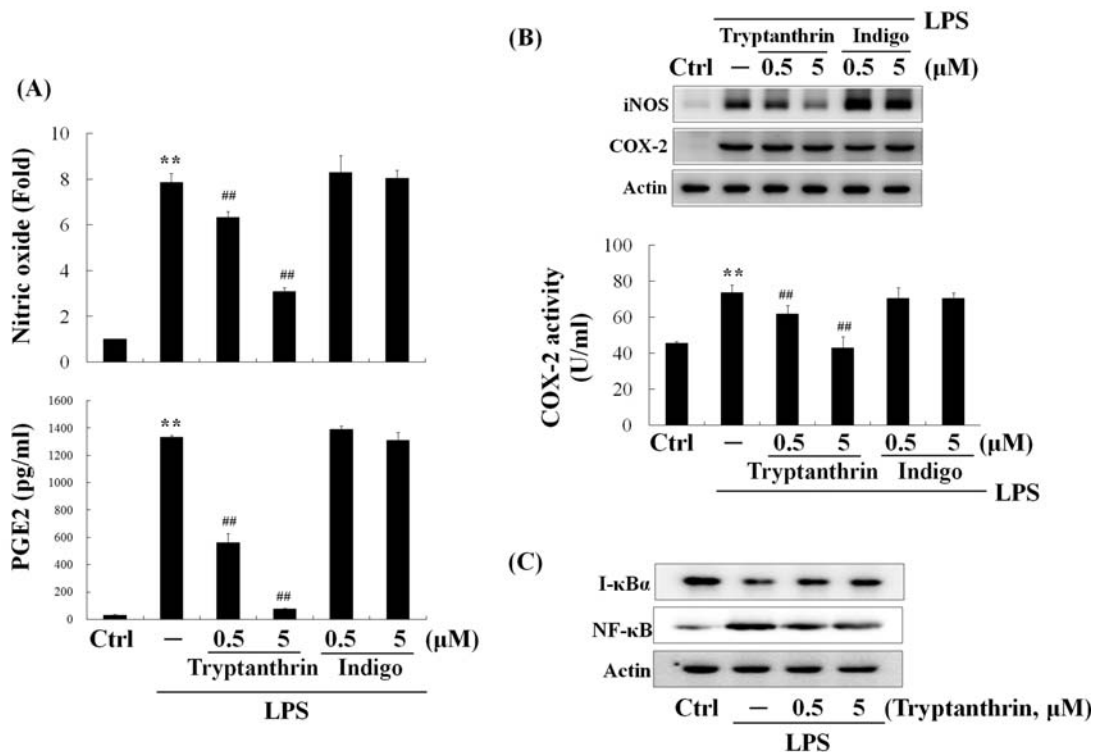 (A)
Nitric oxide (Fold)
10
8
6
4
2
0
**
##
##
PGE2 (pg/ml)
1600
1400
1200
1000
800
600
400
200
0
**
##
##
Ctrl — 0.5 5 0.5 5 (μM)
Tryptanthrin Indigo
LPS
(B)
LPS
Tryptanthrin Indigo
Ctrl — 0.5 5 0.5 5 (μM)
iNOS
COX-2
Actin
COX-2 activity
(U/ml)
100
80
60
40
20
0
**
##
##
Ctrl — 0.5 5 0.5 5 (μM)
Tryptanthrin Indigo
LPS
(C)
I-κBα
NF-κB
Actin
Ctrl — 0.5 5 (Tryptanthrin, μM)
LPS